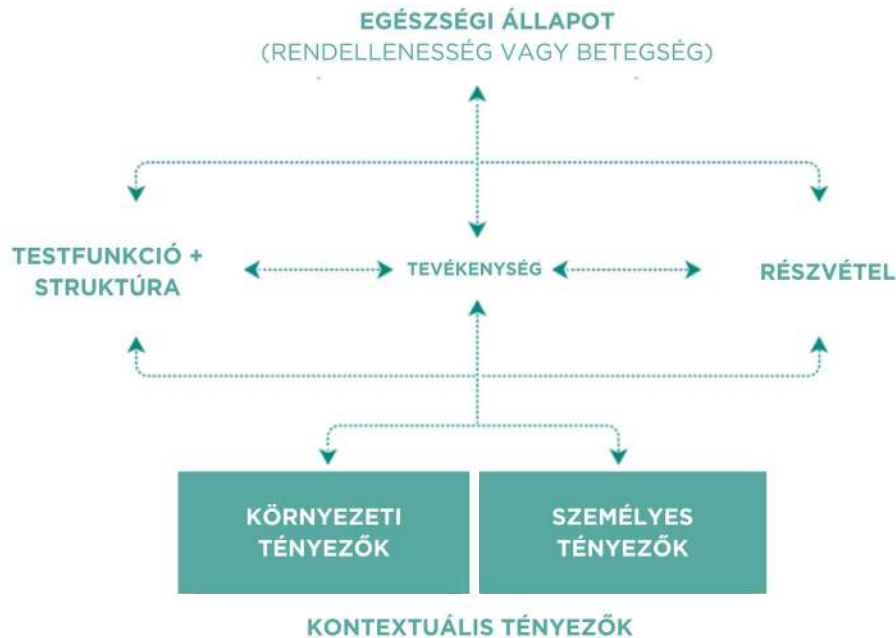 EGÉSZSÉGI ÁLLAPOT
(RENDELLENESSÉG VAGY BETEGSÉG)
TESTFUNKCIÓ +
STRUKTÚRA
TEVÉKENYSÉG
RÉSZVÉTEL
KÖRNYEZETI
TÉNYEZŐK
SZEMÉLYES
TÉNYEZŐK
KONTEXTUÁLIS TÉNYEZŐK